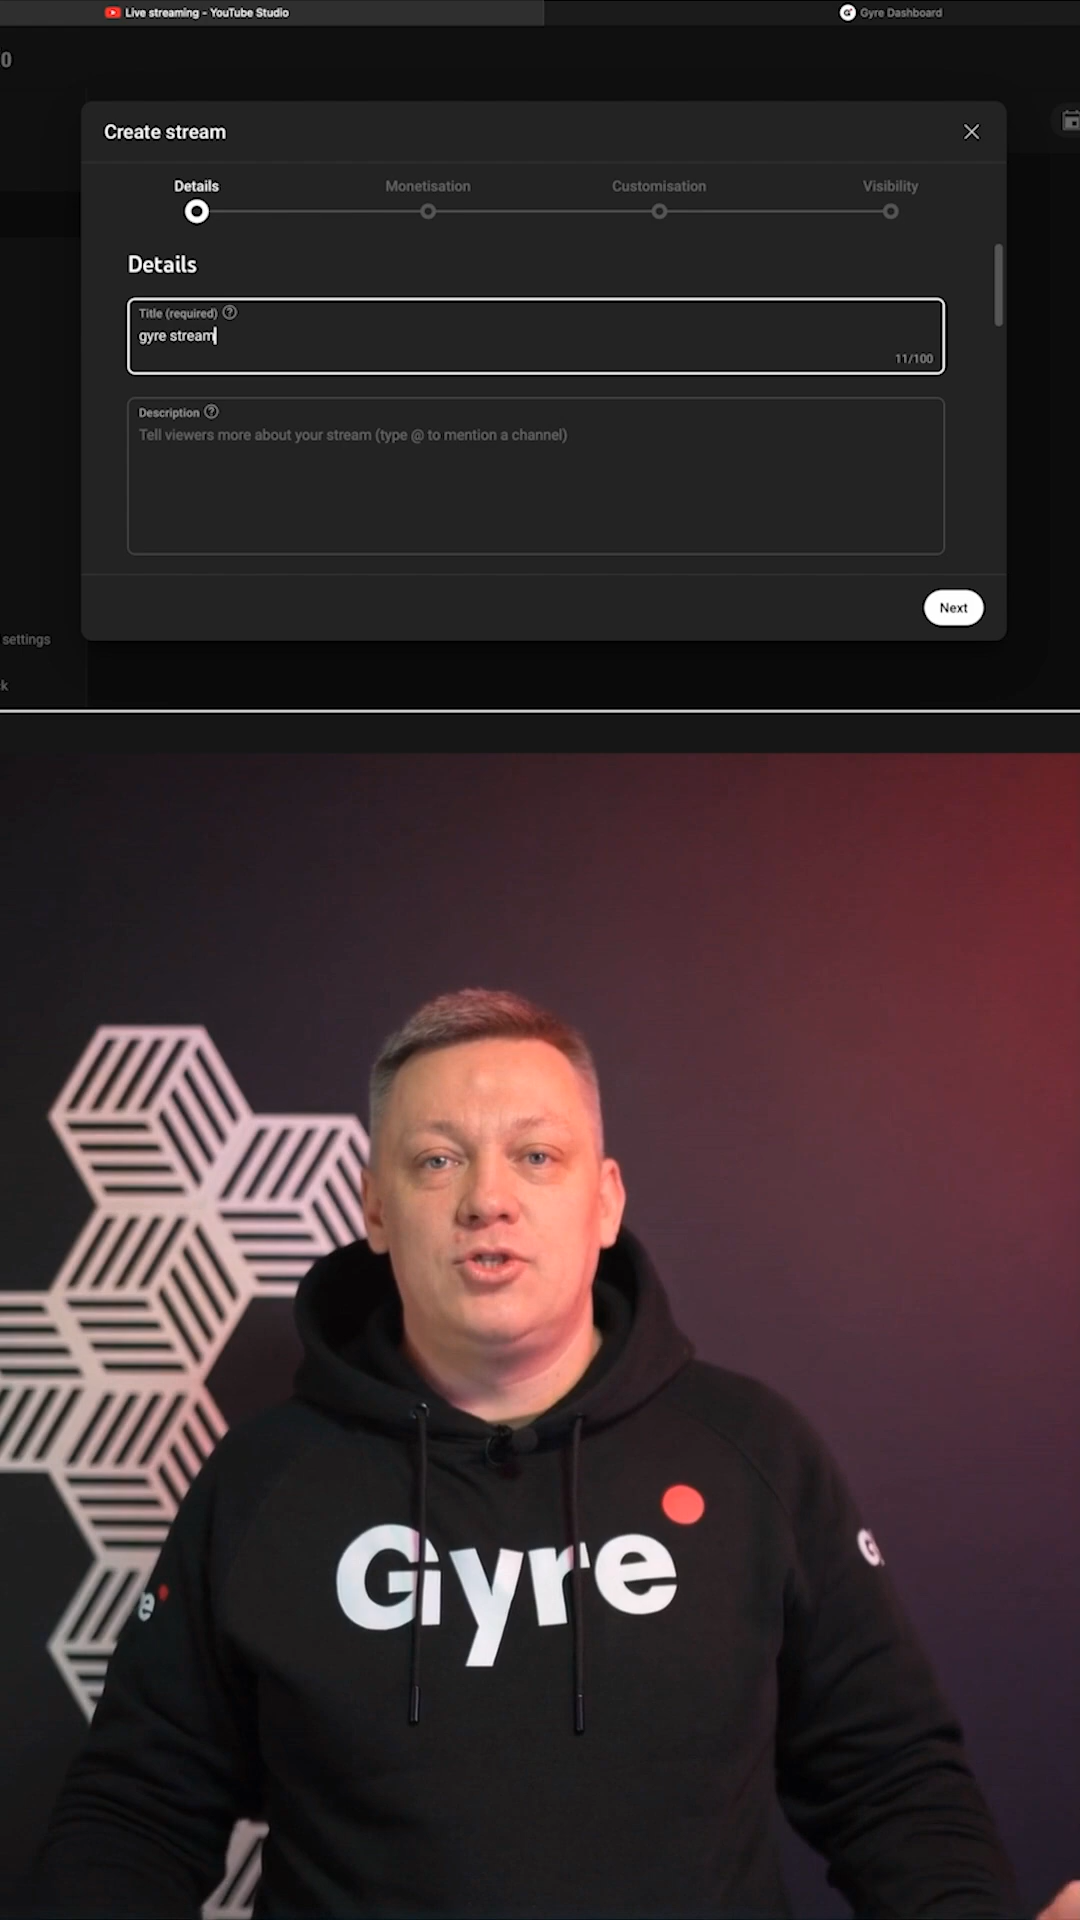 Live streaming - YouTube Studio
Gyre Dashboard
0
Create stream
Details
Monetisation
Customisation
Visibility
Details
Title (required)
gyre stream
11/100
Description
Tell viewers more about your stream (type @ to mention a channel)
Next
settings
k
Gyre
G
e